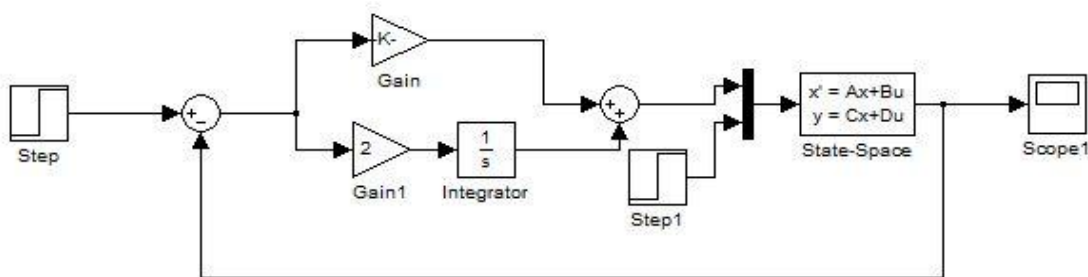 Step
+
−
-K-
Gain
2
Gain1
1
s
Integrator
+
+
Step1
x' = Ax+Bu
y = Cx+Du
State-Space
Scope1